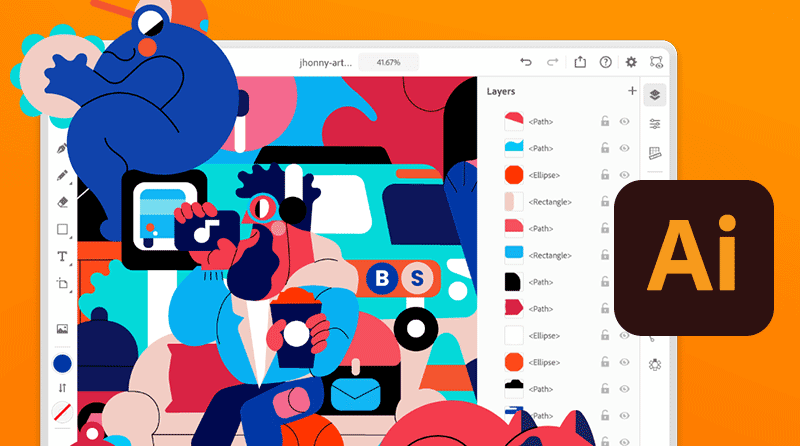 jhonny-art...
41.67%
Layers
<Path>
<Path>
<Ellipse>
<Rectangle>
<Path>
<Rectangle>
<Path>
<Path>
<Ellipse>
<Ellipse>
<Path>
<Path>
T
B S
Ai